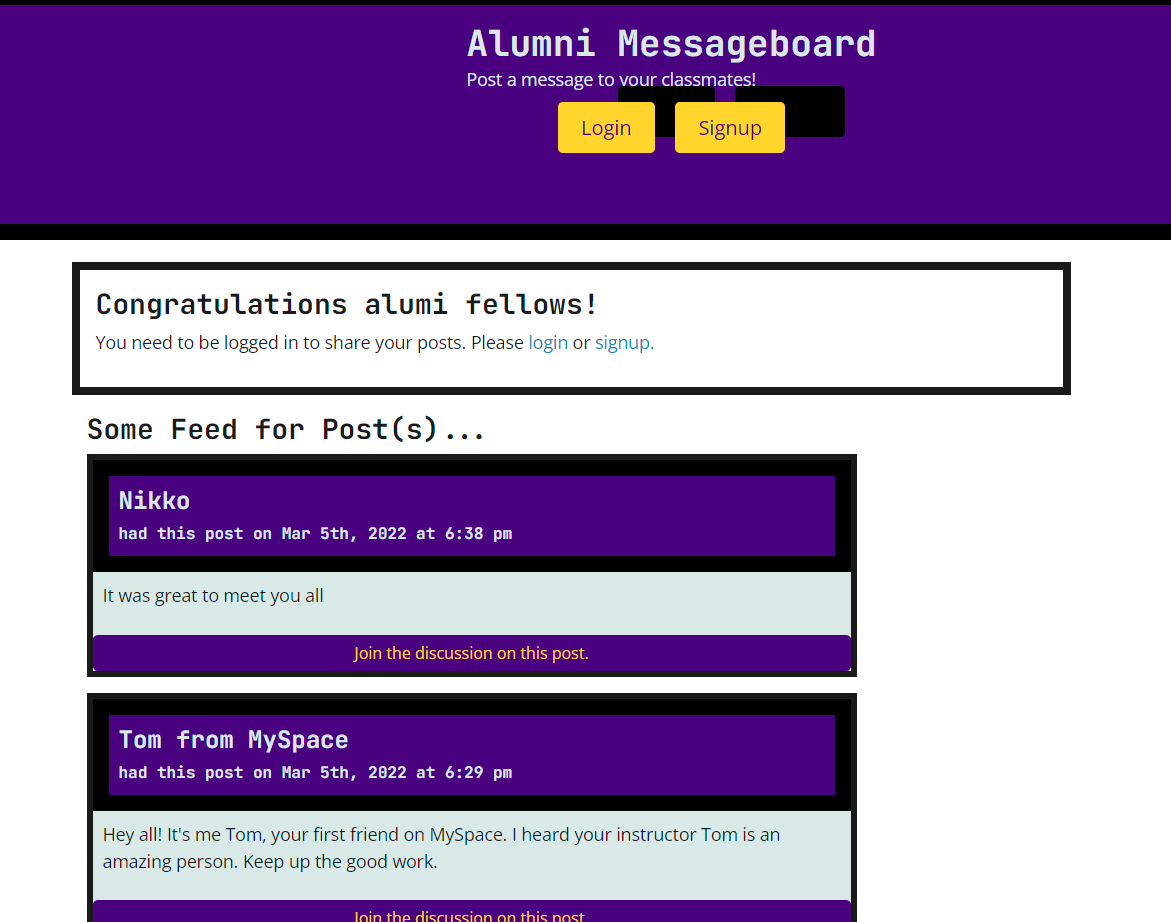 Alumni Messageboard
Post a message to your classmates!
Login Signup
Congratulations alumi fellows!
You need to be logged in to share your posts. Please login or signup.
Some Feed for Post(s)...
Nikko
had this post on Mar 5th, 2022 at 6:38 pm
It was great to meet you all
Join the discussion on this post.
Tom from MySpace
had this post on Mar 5th, 2022 at 6:29 pm
Hey all! It's me Tom, your first friend on MySpace. I heard your instructor Tom is an
amazing person. Keep up the good work.
Join the discussion on this post.